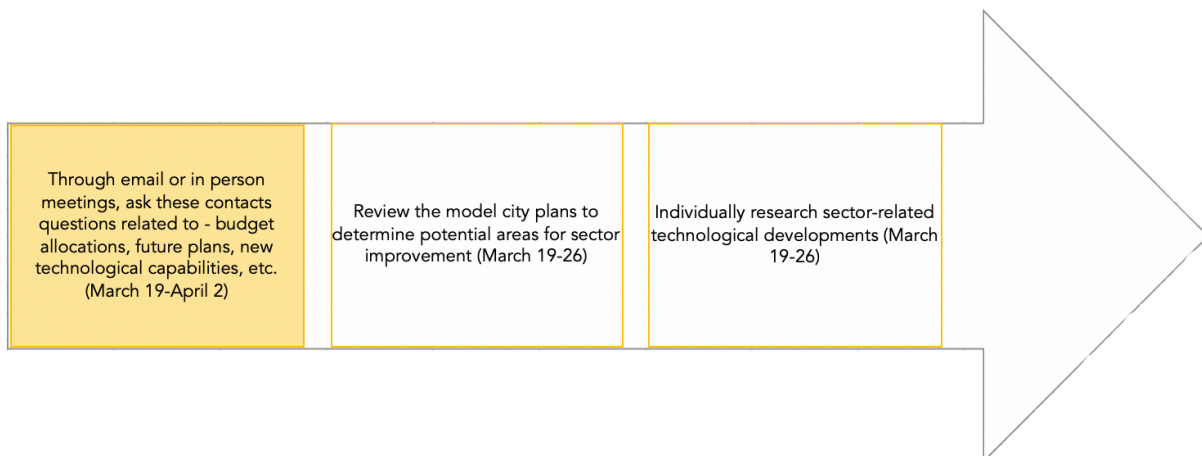 Through email or in person
meetings, ask these contacts
questions related to - budget
allocations, future plans, new
technological capabilities, etc.
(March 19-April 2)
Review the model city plans to
determine potential areas for sector
improvement (March 19-26)
Individually research sector-related
technological developments (March
19-26)